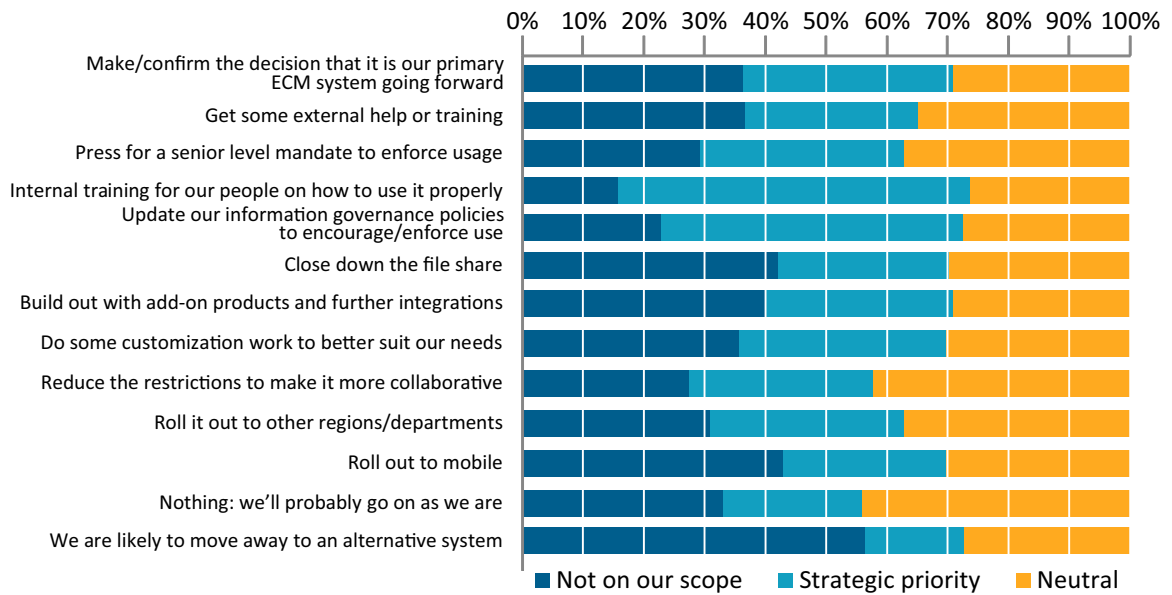 0% 10% 20% 30% 40% 50% 60% 70% 80% 90% 100%
Make/confirm the decision that it is our primary
ECM system going forward
Get some external help or training
Press for a senior level mandate to enforce usage
Internal training for our people on how to use it properly
Update our information governance policies
to encourage/enforce use
Close down the file share
Build out with add-on products and further integrations
Do some customization work to better suit our needs
Reduce the restrictions to make it more collaborative
Roll it out to other regions/departments
Roll out to mobile
Nothing: we’ll probably go on as we are
We are likely to move away to an alternative system
Not on our scope Strategic priority Neutral